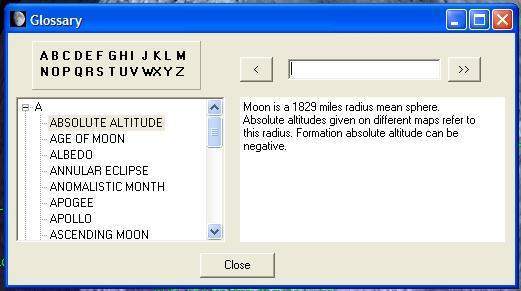 Glossary
A B C D E F G H I J K L M
N O P Q R S T U V W X Y Z
< >>
A
ABSOLUTE ALTITUDE
AGE OF MOON
ALBEDO
ANNULAR ECLIPSE
ANOMALISTIC MONTH
APOGEE
APOLLO
ASCENDING MOON
Moon is a 1829 miles radius mean sphere.
Absolute altitudes given on different maps refer to
this radius. Formation absolute altitude can be
negative.
Close